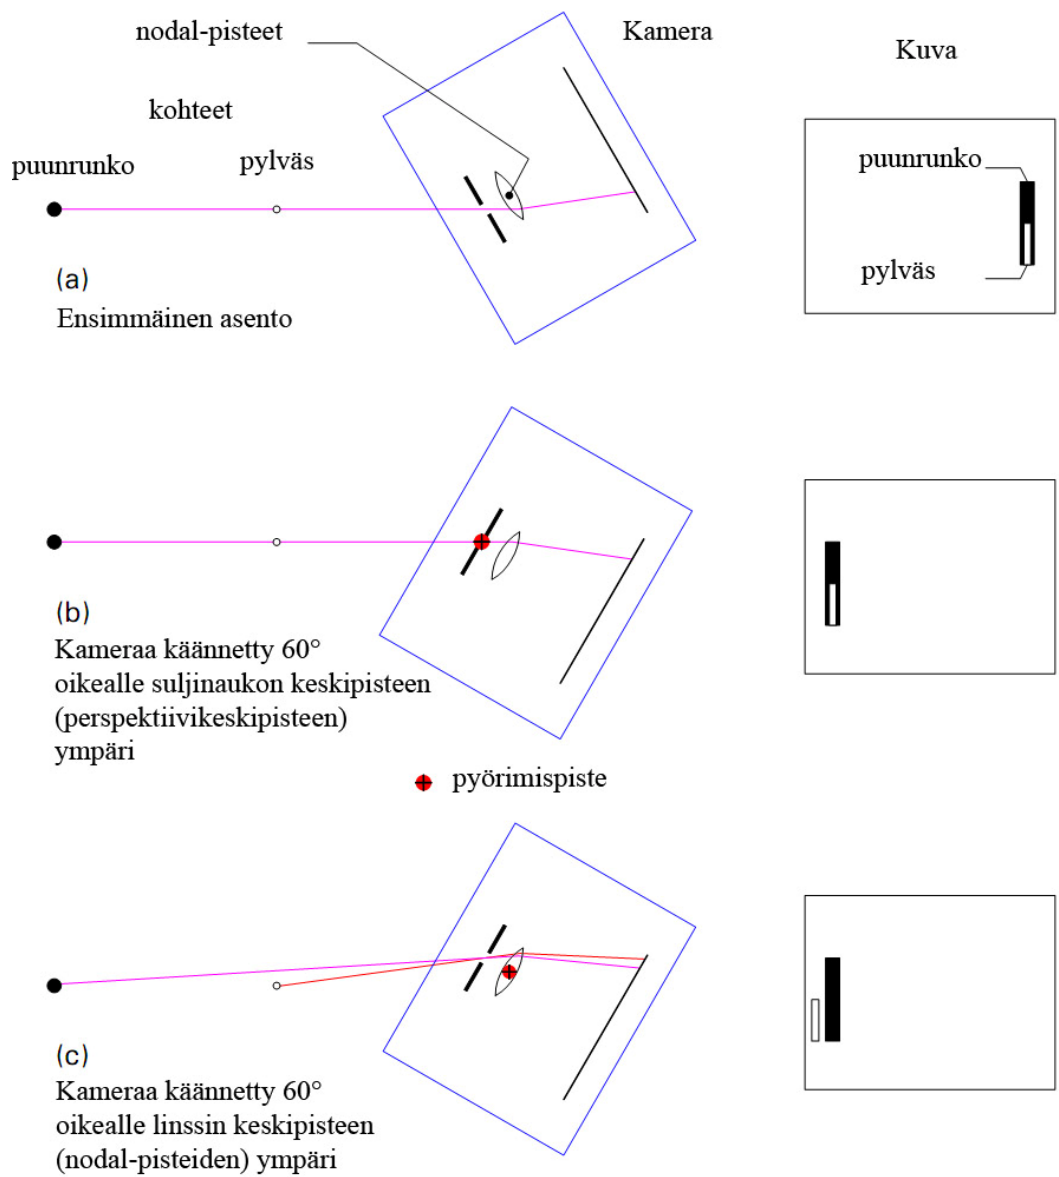 nodal-pisteet
Kamera
Kuva
kohteet
puunrunko
pylväs
puunrunko
pylväs
(a)
Ensimmäinen asento
(b)
Kameraa käännetty 60°
oikealle suljinaukon keskipisteen
(perspektiivikeskipisteen)
ympäri
pyörimispiste
(c)
Kameraa käännetty 60°
oikealle linssin keskipisteen
(nodal-pisteiden) ympäri